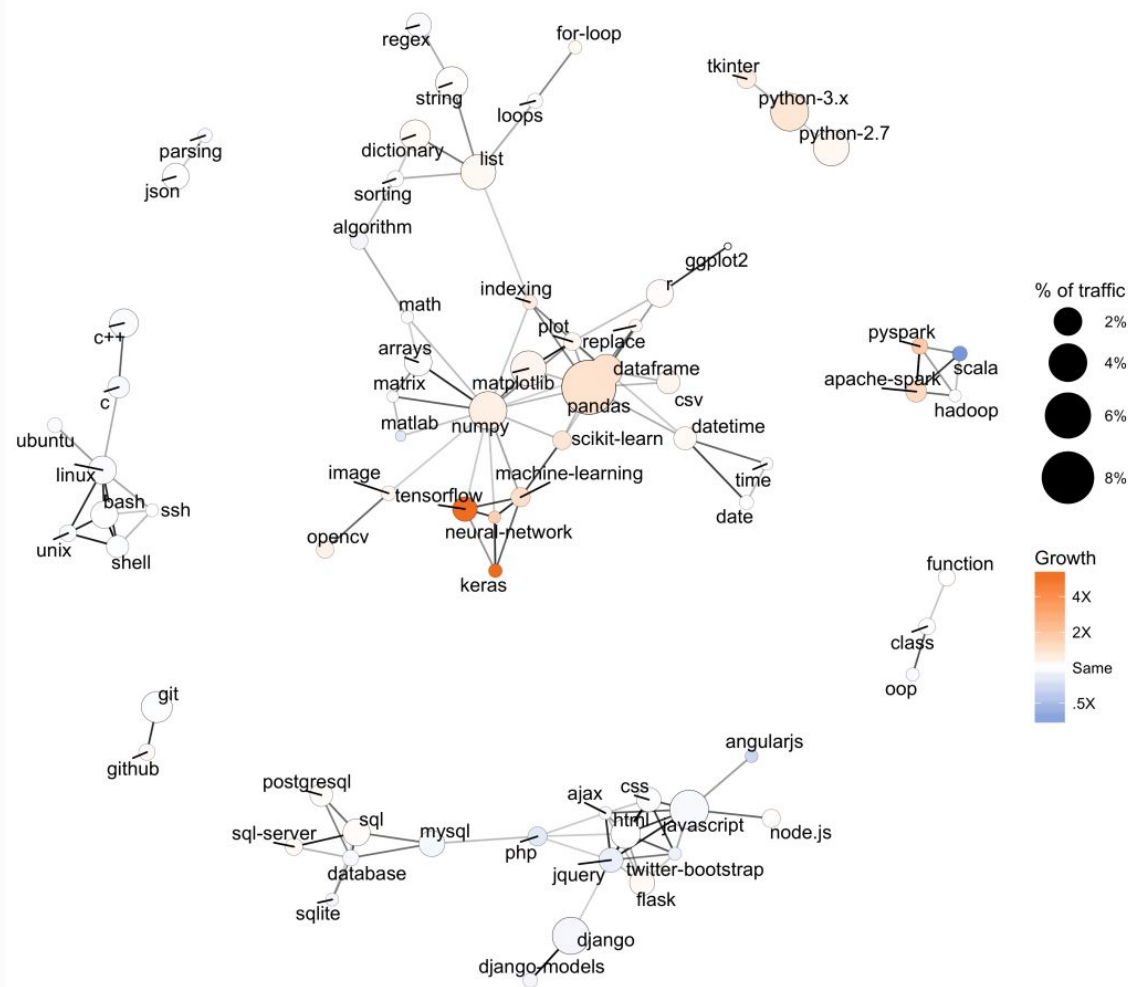 regex
for-loop
string
loops
tkinter
python-3.x
python-2.7
parsing
json
dictionary
list
sorting
algorithm
ggplot2
r
indexing
math
plot
replace
% of traffic
2%
4%
6%
8%
c++
arrays
matplotlib
dataframe
pyspark
scala
apache-spark
hadoop
matrix
pandas
csv
c
matlab
numpy
datetime
scikit-learn
ubuntu
linux
image
machine-learning
time
tensorflow
bash
ssh
date
opencv
neural-network
unix
shell
keras
function
Growth
4X
2X
Same
.5X
class
oop
git
github
angularjs
postgresql
ajax
css
sql
html
javascript
node.js
sql-server
mysql
php
database
jquery
twitter-bootstrap
flask
sqlite
django
django-models